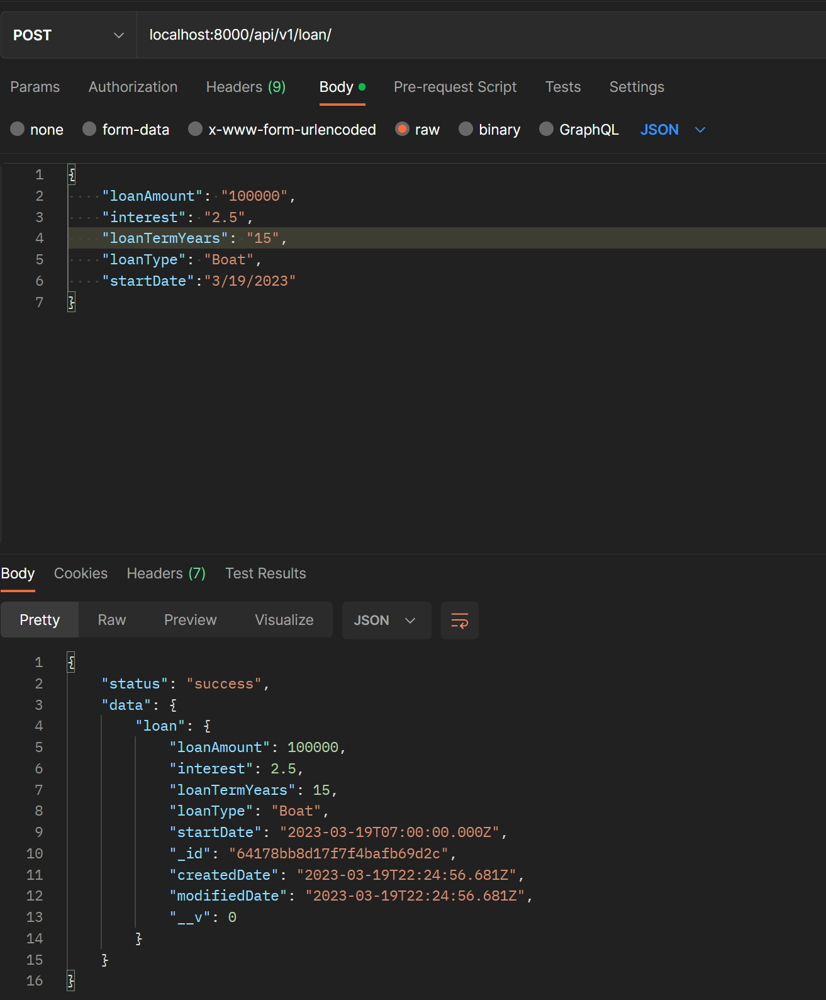 POST localhost:8000/api/v1/loan/
Params Authorization Headers (9) Body Pre-request Script Tests Settings
none form-data x-www-form-urlencoded raw binary GraphQL JSON
1 {
2 "loanAmount": "100000",
3 "interest": "2.5",
4 "loanTermYears": "15",
5 "loanType": "Boat",
6 "startDate":"3/19/2023"
7 }
Body Cookies Headers (7) Test Results
Pretty Raw Preview Visualize JSON
1 {
2 "status": "success",
3 "data": {
4 "loan": {
5 "loanAmount": 100000,
6 "interest": 2.5,
7 "loanTermYears": 15,
8 "loanType": "Boat",
9 "startDate": "2023-03-19T07:00:00.000Z",
10 "_id": "64178bb8d17f7f4bafb69d2c",
11 "createdDate": "2023-03-19T22:24:56.681Z",
12 "modifiedDate": "2023-03-19T22:24:56.681Z",
13 "__v": 0
14 }
15 }
16 }